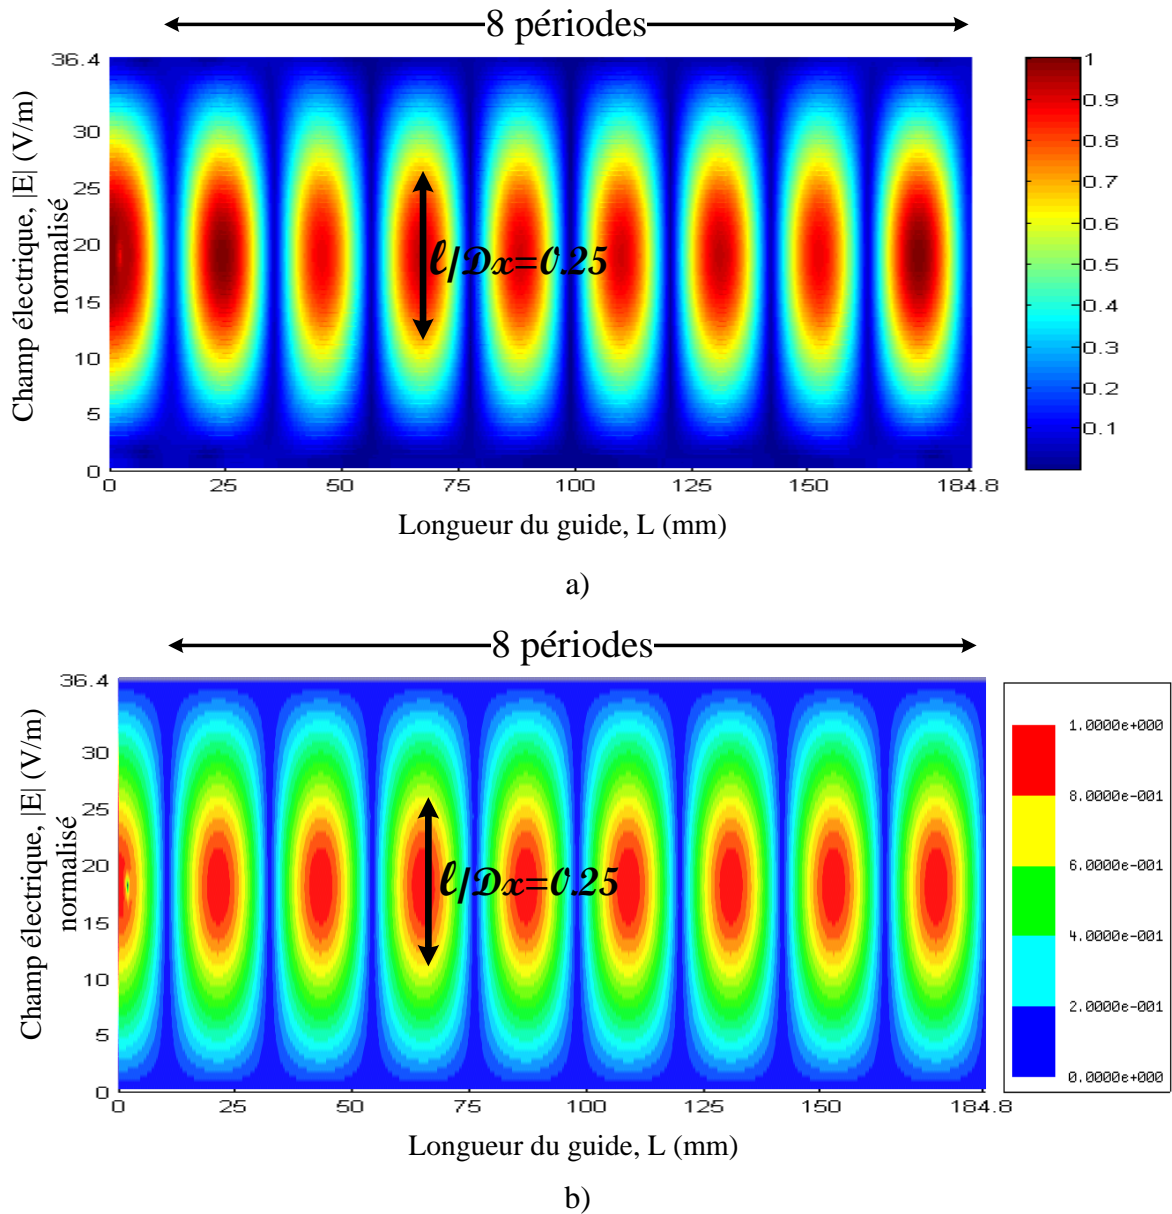 8 périodes
Champ électrique, |E| (V/m)
normalisé
36.4
30
25
20
15
10
5
0
ℓ/Dx=0.25
0 25 50 75 100 125 150 184.8
Longueur du guide, L (mm)
1
0.9
0.8
0.7
0.6
0.5
0.4
0.3
0.2
0.1
a)
8 périodes
Champ électrique, |E| (V/m)
normalisé
36.4
30
25
20
15
10
5
0
ℓ/Dx=0.25
0 25 50 75 100 125 150 184.8
Longueur du guide, L (mm)
1.0000e+000
8.0000e-001
6.0000e-001
4.0000e-001
2.0000e-001
0.0000e+000
b)